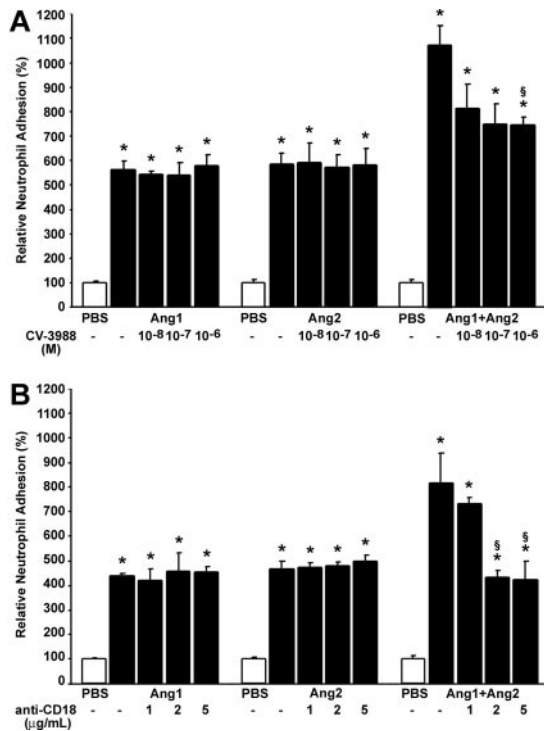 A
Relative Neutrophil Adhesion (%)
1200
1100
1000
900
800
700
600
500
400
300
200
100
0
* * * * * * * * * * * §
*
PBS Ang1 PBS Ang2 PBS Ang1+Ang2
CV-3988 - - 10-8 10-7 10-6 - - 10-8 10-7 10-6 - - 10-8 10-7 10-6
(M)
B
Relative Neutrophil Adhesion (%)
1200
1100
1000
900
800
700
600
500
400
300
200
100
0
* * * * * * * * * * § §
* *
PBS Ang1 PBS Ang2 PBS Ang1+Ang2
anti-CD18 - - 1 2 5 - - 1 2 5 - - 1 2 5
(µg/mL)